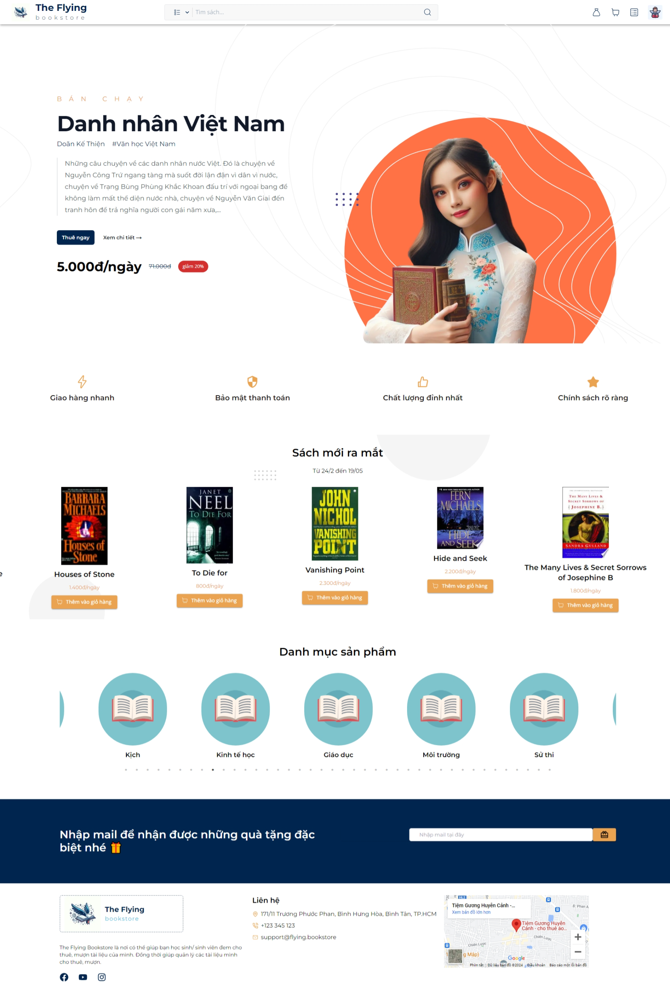 The Flying
bookstore
Tìm sách...
BÁN CHẠY
Danh nhân Việt Nam
Doãn Kế Thiện #Văn học Việt Nam
Những câu chuyện về các danh nhân nước Việt. Đó là chuyện về
Nguyễn Công Trứ ngang tàng mà suốt đời lận đận vì dân vì nước,
chuyện về Trạng Bùng Phùng Khắc Khoan đấu trí với ngoại bang để
không làm mất thể diện nước nhà, chuyện về Nguyễn Văn Giai đến
tranh hôn để trả nghĩa người con gái năm xưa,...
Thuê ngay Xem chi tiết →
5.000đ/ngày 71.000đ giảm 20%
Giao hàng nhanh
Bảo mật thanh toán
Chất lượng đỉnh nhất
Chính sách rõ ràng
Sách mới ra mắt
Từ 24/2 đến 19/05
e
BARBARA
MICHAELS
Houses of
Stone
Houses of Stone
1.400đ/ngày
Thêm vào giỏ hàng
JANET
NEEL
TO DIE FOR
To Die for
800đ/ngày
Thêm vào giỏ hàng
JOHN
NICHOL
VANISHING
POINT
Vanishing Point
2.300đ/ngày
Thêm vào giỏ hàng
#1 NEW YORK TIMES BESTSELLING AUTHOR
FERN
MICHAELS
HIDE
AND SEEK
Hide and Seek
2.200đ/ngày
Thêm vào giỏ hàng
THE INTERNATIONAL BESTSELLER
THE MANY LIVES &
SECRET SORROWS OF
JOSEPHINE B.
SANDRA GULLAND
The Many Lives & Secret Sorrows
of Josephine B
1.800đ/ngày
Thêm vào giỏ hàng
Danh mục sản phẩm
Kịch
Kinh tế học
Giáo dục
Môi trường
Sử thi
Nhập mail để nhận được những quà tặng đặc
biệt nhé 🎁
Nhập mail tại đây
The Flying
bookstore
The Flying Bookstore là nơi có thể giúp bạn học sinh/ sinh viên đem cho
thuê, mượn tài liệu của mình. Đồng thời giúp quản lý các tài liệu mình
cho thuê, mượn.
Liên hệ
171/11 Trương Phước Phan, Bình Hưng Hòa, Bình Tân, TP.HCM
+123 345 123
support@flying.bookstore
HL2
Tiệm Gương Huyền Cảnh -...
Xem bản đồ lớn hơn
Đ. Phan A
Tiệm Gương Huyền
Cảnh - cho thuê áo...
Chiến Lược
Chiến Lược
g Mập)
Google
Phím tắt Dữ liệu bản đồ ©2024 Điều khoản Báo cáo một lỗi bản đồ